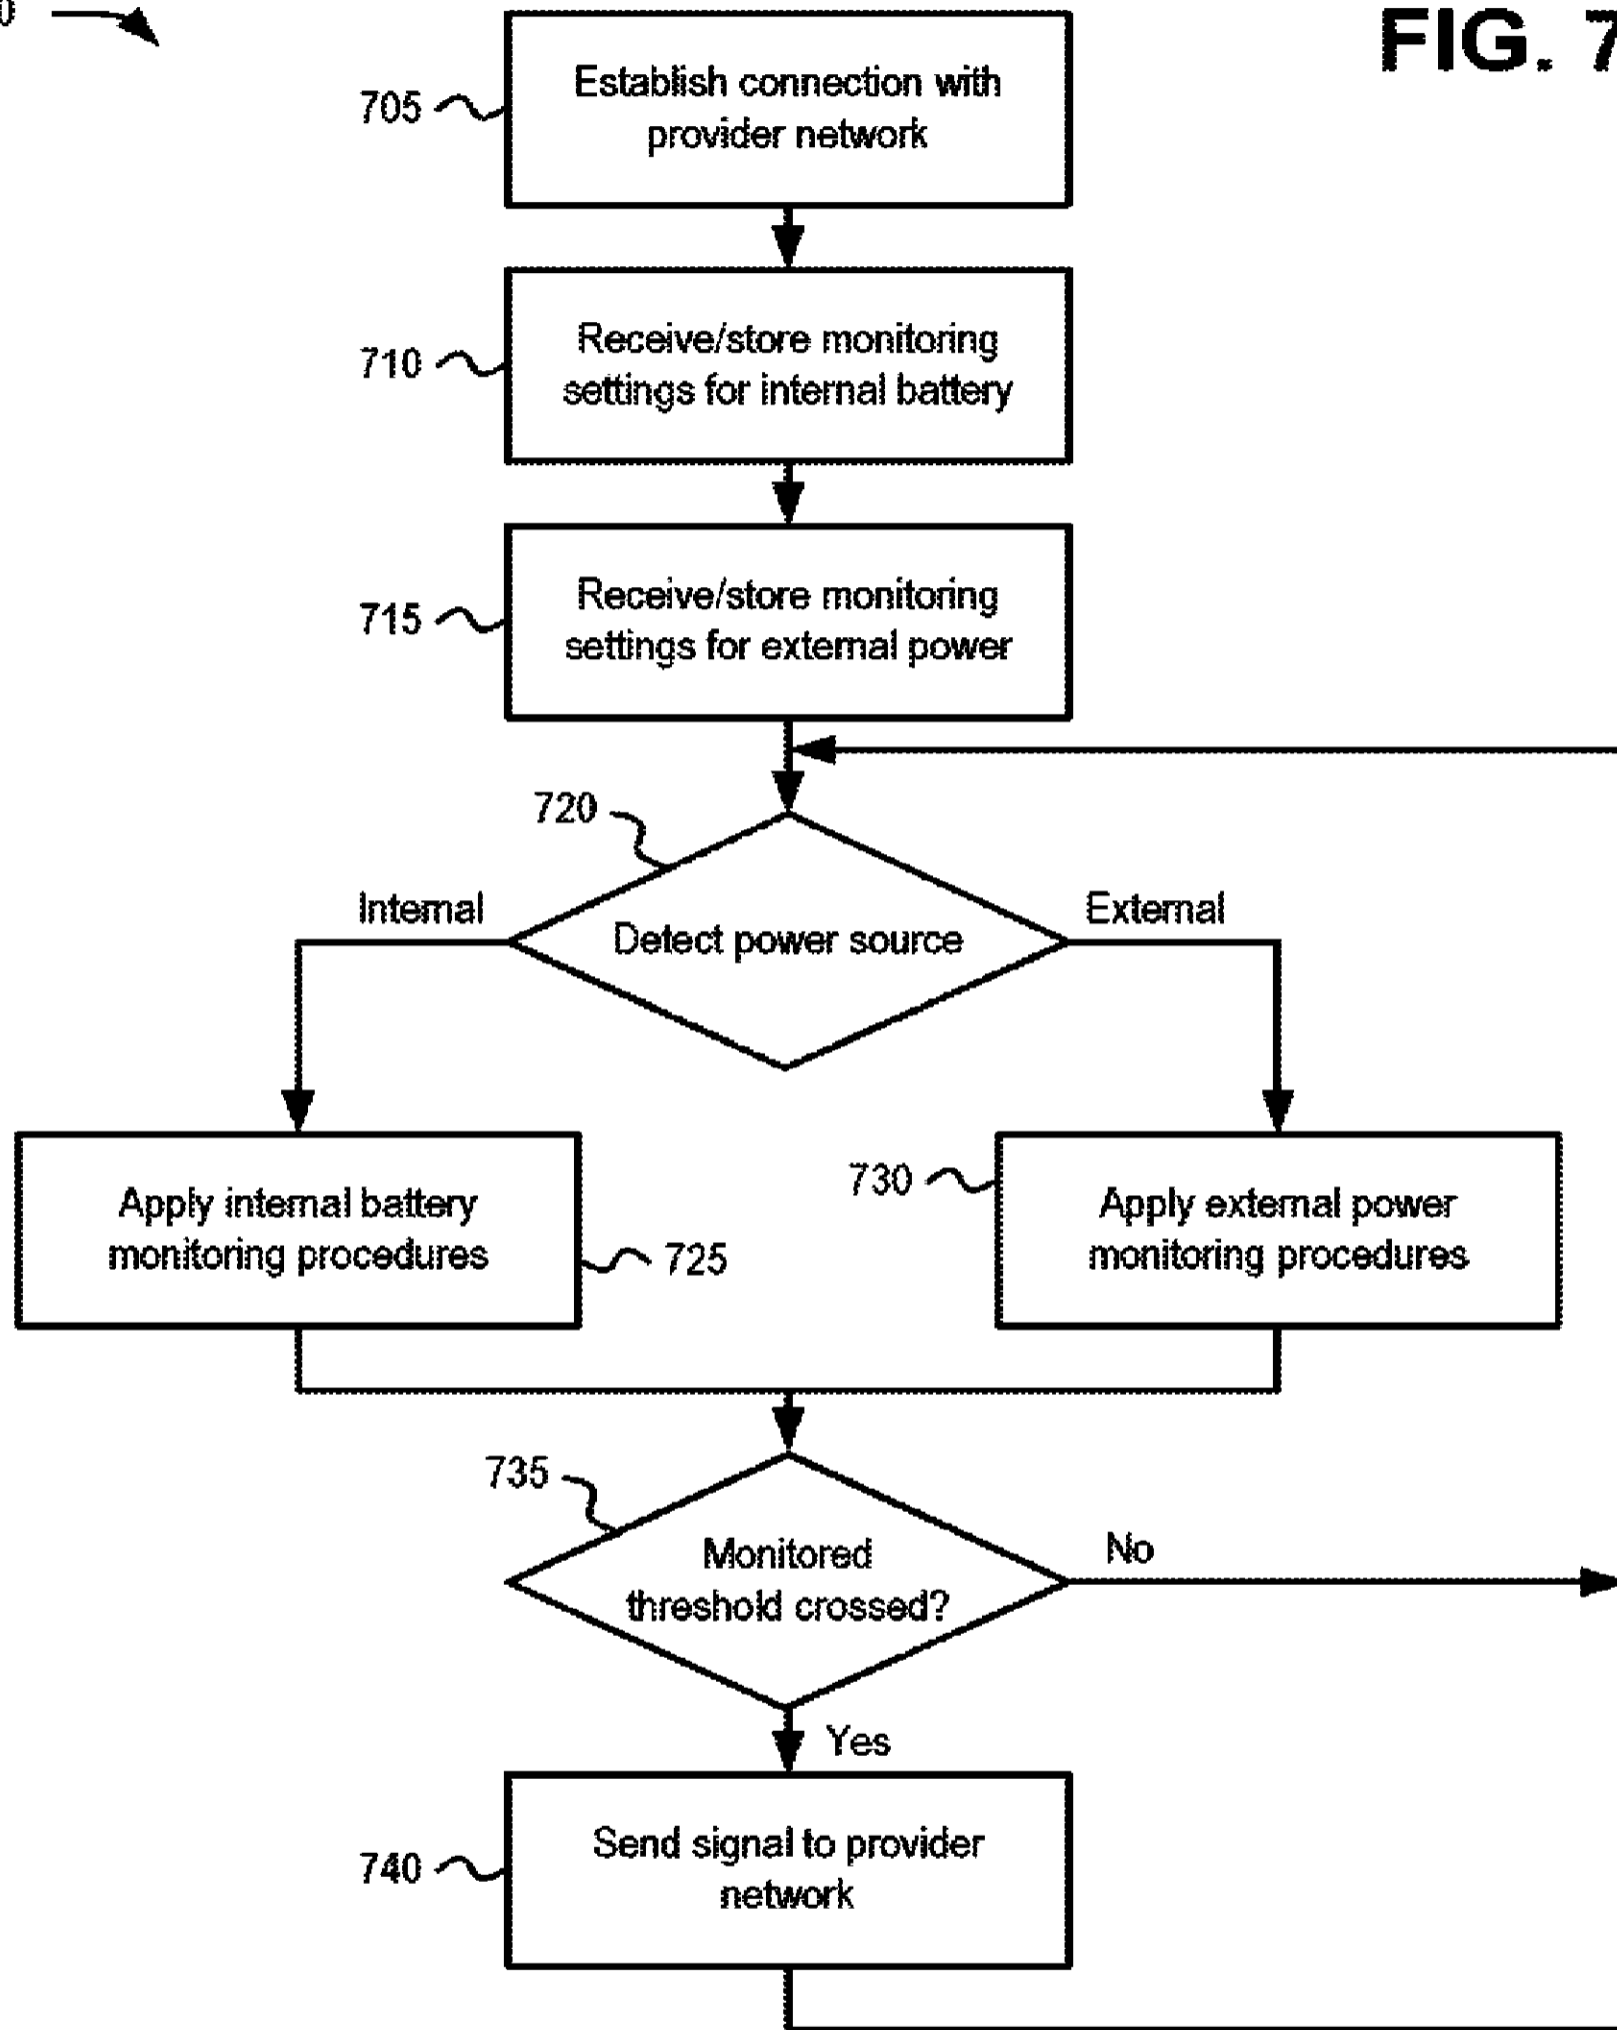 0
FIG. 7
705
Establish connection with
provider network
710
Receive/store monitoring
settings for internal battery
715
Receive/store monitoring
settings for external power
720
Internal
External
Detect power source
Apply internal battery
monitoring procedures
725
730
Apply external power
monitoring procedures
735
Monitored
threshold crossed?
No
Yes
740
Send signal to provider
network